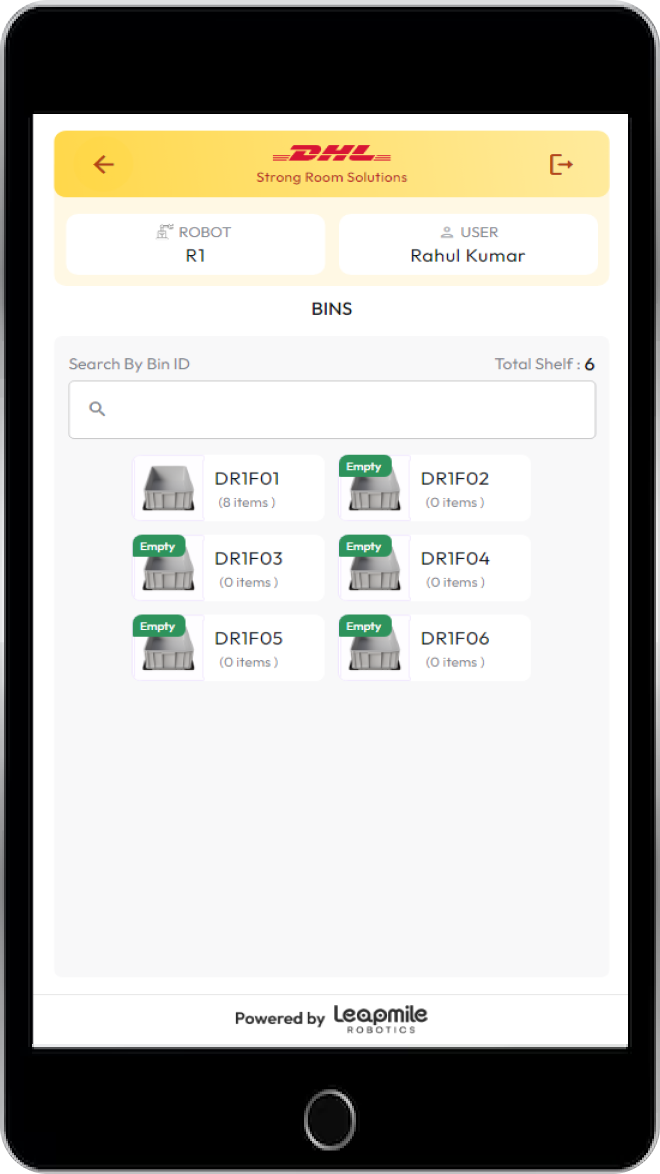 DHL
Strong Room Solutions
ROBOT
R1
USER
Rahul Kumar
BINS
Search By Bin ID
Total Shelf : 6
DR1F01
(8 items )
Empty
DR1F02
(0 items )
Empty
DR1F03
(0 items )
Empty
DR1F04
(0 items )
Empty
DR1F05
(0 items )
Empty
DR1F06
(0 items )
Powered by Leapmile
ROBOTICS